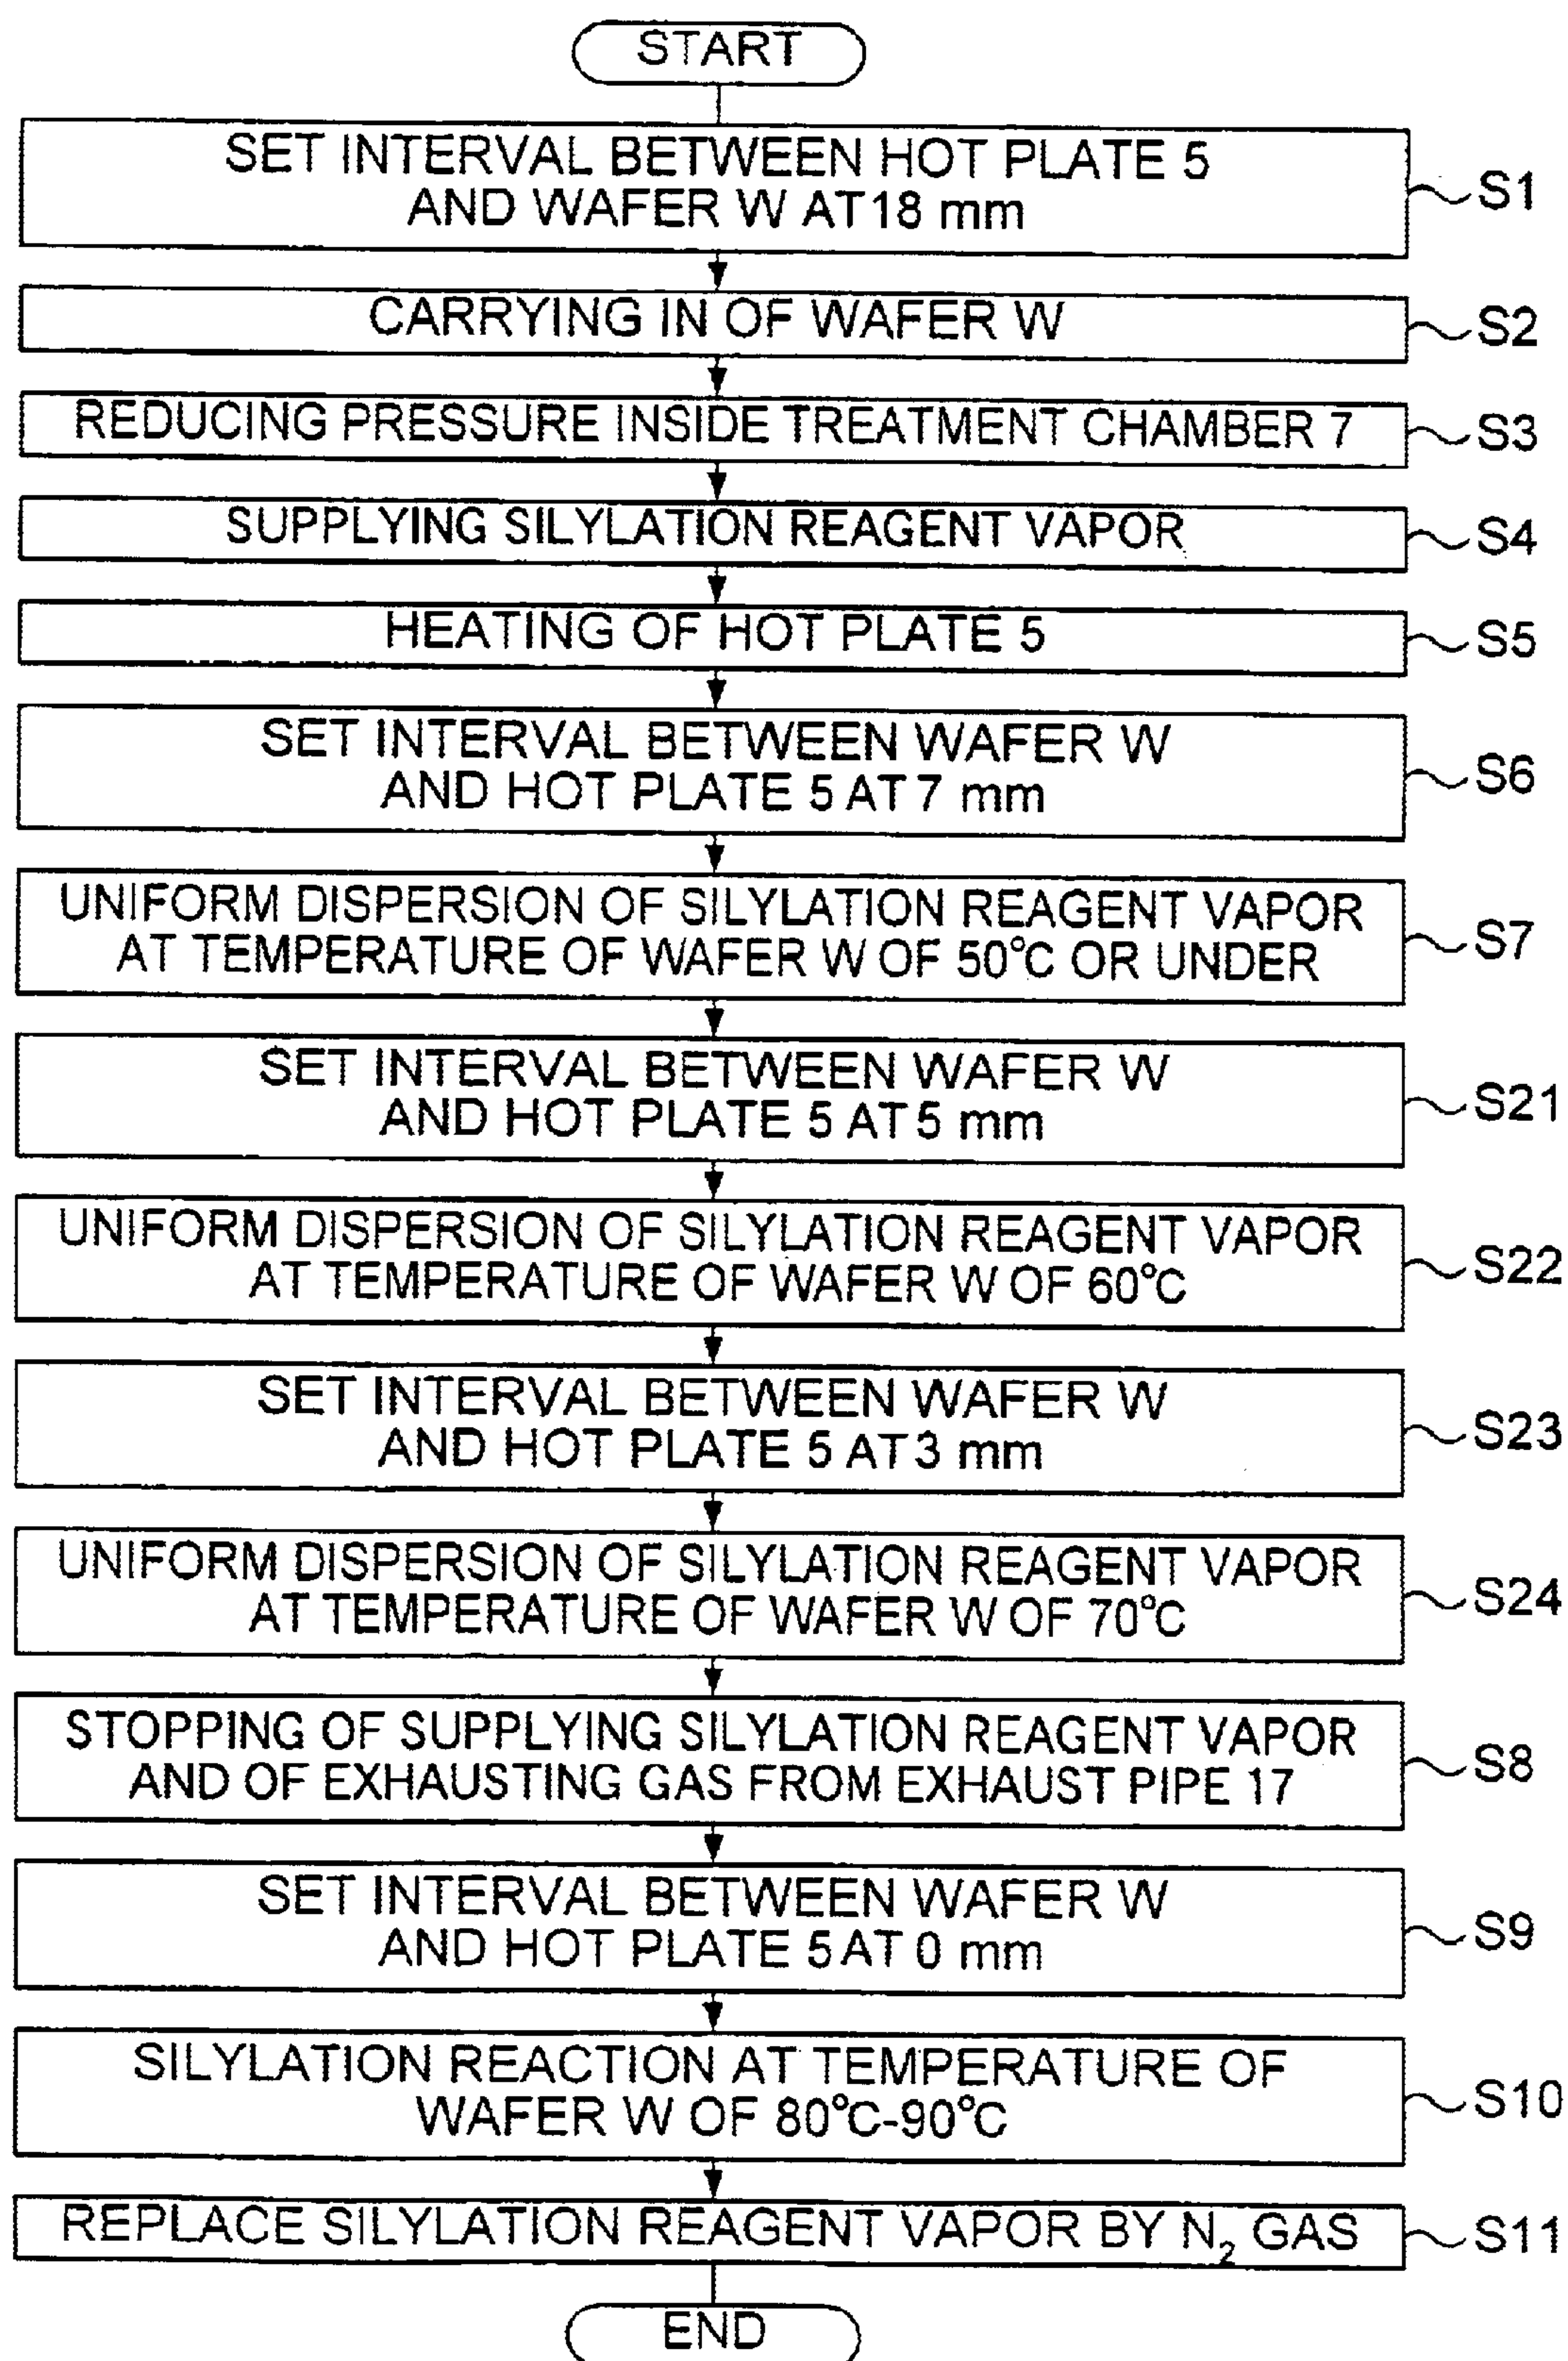 START
SET INTERVAL BETWEEN HOT PLATE 5
AND WAFER W AT 18 mm
S1
CARRYING IN OF WAFER W
S2
REDUCING PRESSURE INSIDE TREATMENT CHAMBER 7
S3
SUPPLYING SILYLATION REAGENT VAPOR
S4
HEATING OF HOT PLATE 5
S5
SET INTERVAL BETWEEN WAFER W
AND HOT PLATE 5 AT 7 mm
S6
UNIFORM DISPERSION OF SILYLATION REAGENT VAPOR
AT TEMPERATURE OF WAFER W OF 50°C OR UNDER
S7
SET INTERVAL BETWEEN WAFER W
AND HOT PLATE 5 AT 5 mm
S21
UNIFORM DISPERSION OF SILYLATION REAGENT VAPOR
AT TEMPERATURE OF WAFER W OF 60°C
S22
SET INTERVAL BETWEEN WAFER W
AND HOT PLATE 5 AT 3 mm
S23
UNIFORM DISPERSION OF SILYLATION REAGENT VAPOR
AT TEMPERATURE OF WAFER W OF 70°C
S24
STOPPING OF SUPPLYING SILYLATION REAGENT VAPOR
AND OF EXHAUSTING GAS FROM EXHAUST PIPE 17
S8
SET INTERVAL BETWEEN WAFER W
AND HOT PLATE 5 AT 0 mm
S9
SILYLATION REACTION AT TEMPERATURE OF
WAFER W OF 80°C-90°C
S10
REPLACE SILYLATION REAGENT VAPOR BY N₂ GAS
S11
END